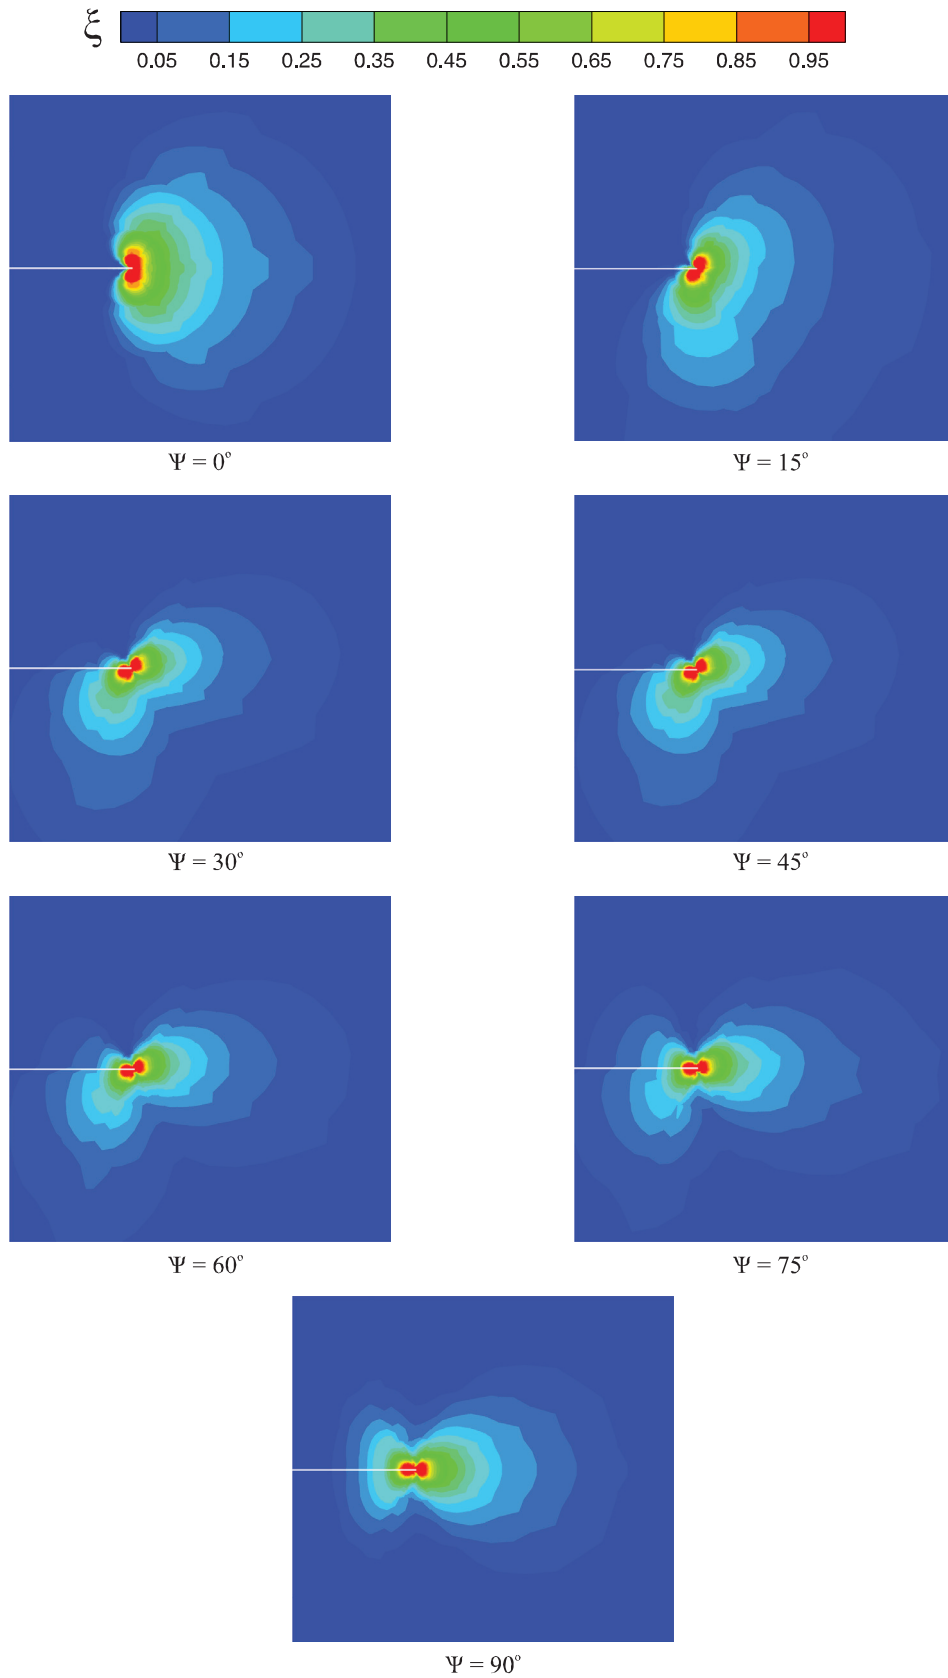 ξ
0.05 0.15 0.25 0.35 0.45 0.55 0.65 0.75 0.85 0.95
Ψ = 0°
Ψ = 15°
Ψ = 30°
Ψ = 45°
Ψ = 60°
Ψ = 75°
Ψ = 90°